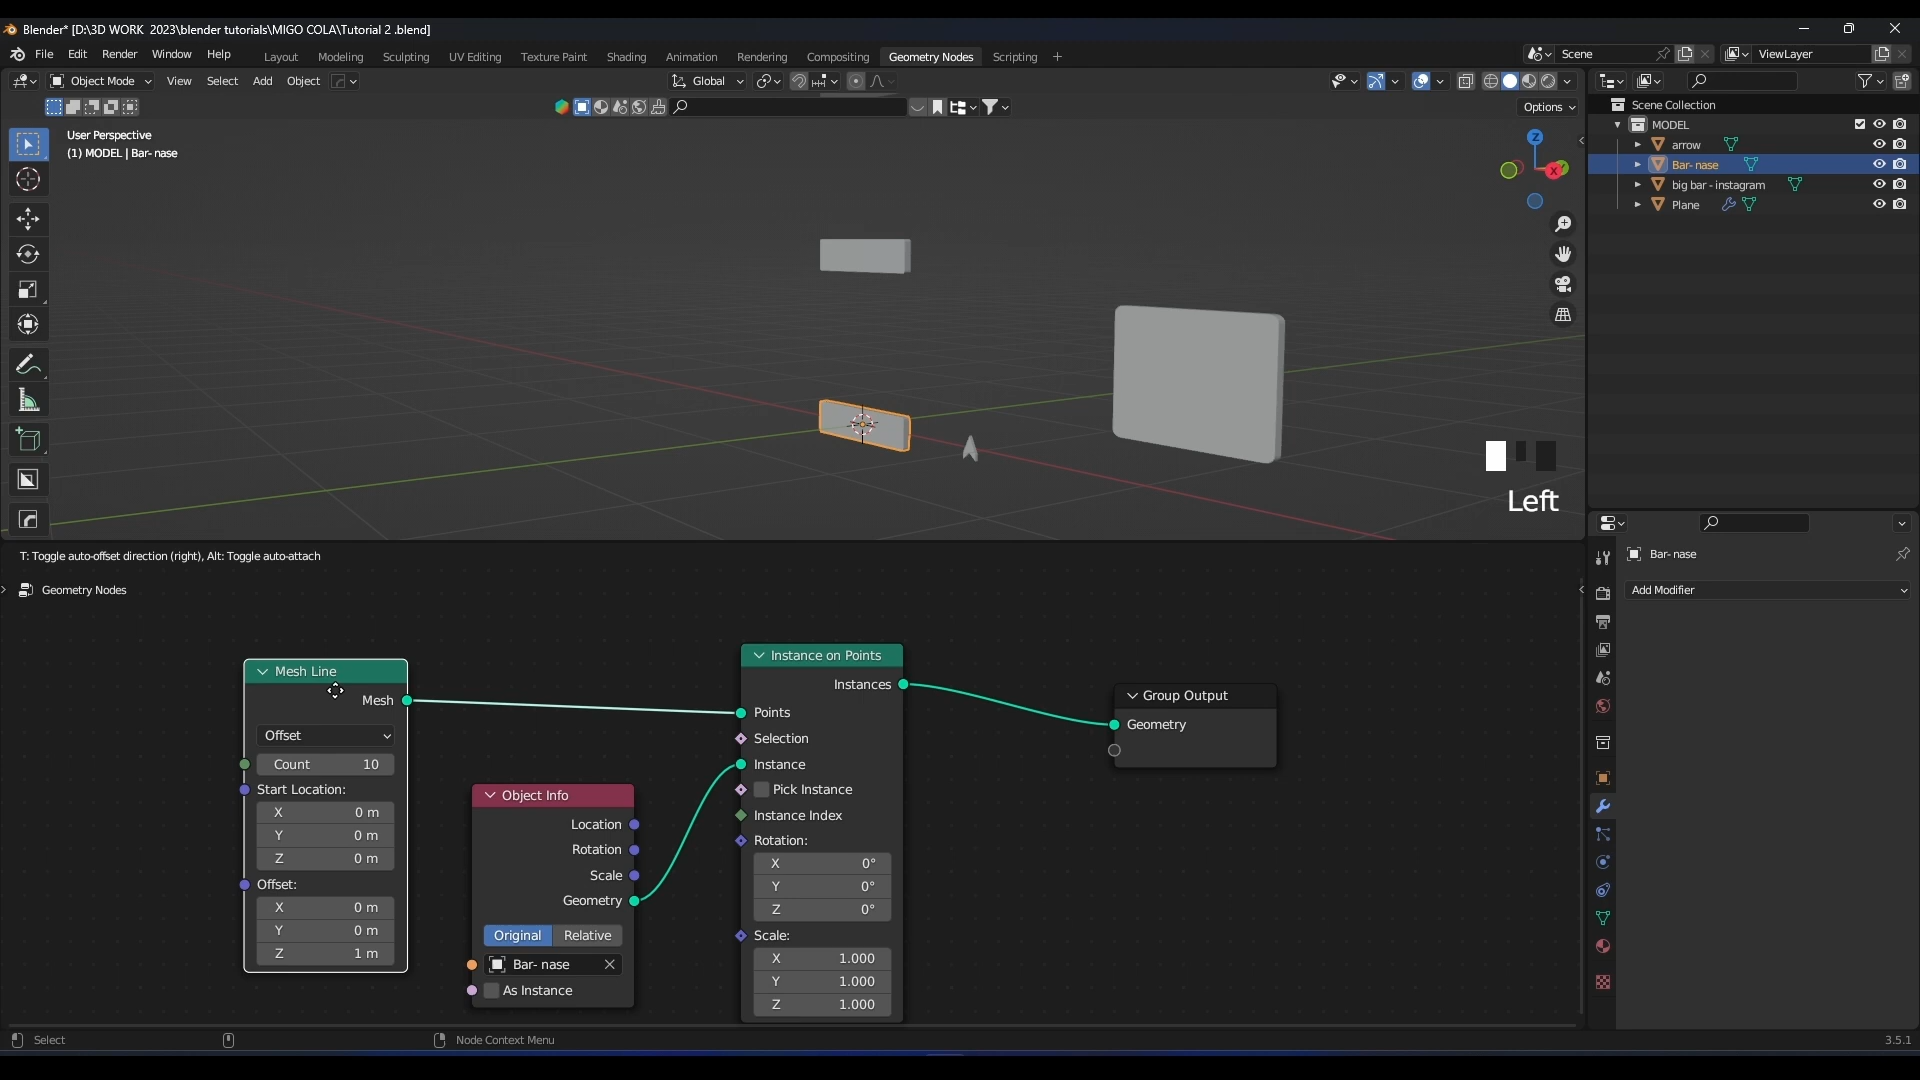 Blender* [D:\3D WORK  2023\blender tutorials\MIGO COLA\Tutorial 2 .blend]
File Edit Render Window Help Layout Modeling Sculpting UV Editing Texture Paint Shading Animation Rendering Compositing Geometry Nodes Scripting + Scene ViewLayer
Object Mode View Select Add Object Global
Options
User Perspective
(1) MODEL | Bar- nase
Z
X
Scene Collection
MODEL
arrow
Bar- nase
big bar - instagram
Plane
Left
T: Toggle auto-offset direction (right), Alt: Toggle auto-attach
Geometry Nodes
Mesh Line
Mesh
Offset
Count 10
Start Location:
X 0 m
Y 0 m
Z 0 m
Offset:
X 0 m
Y 0 m
Z 1 m
Object Info
Location
Rotation
Scale
Geometry
Original Relative
Bar- nase
As Instance
Instance on Points
Instances
Points
Selection
Instance
Pick Instance
Instance Index
Rotation:
X 0°
Y 0°
Z 0°
Scale:
X 1.000
Y 1.000
Z 1.000
Group Output
Geometry
Bar- nase
Add Modifier
Select Node Context Menu 3.5.1